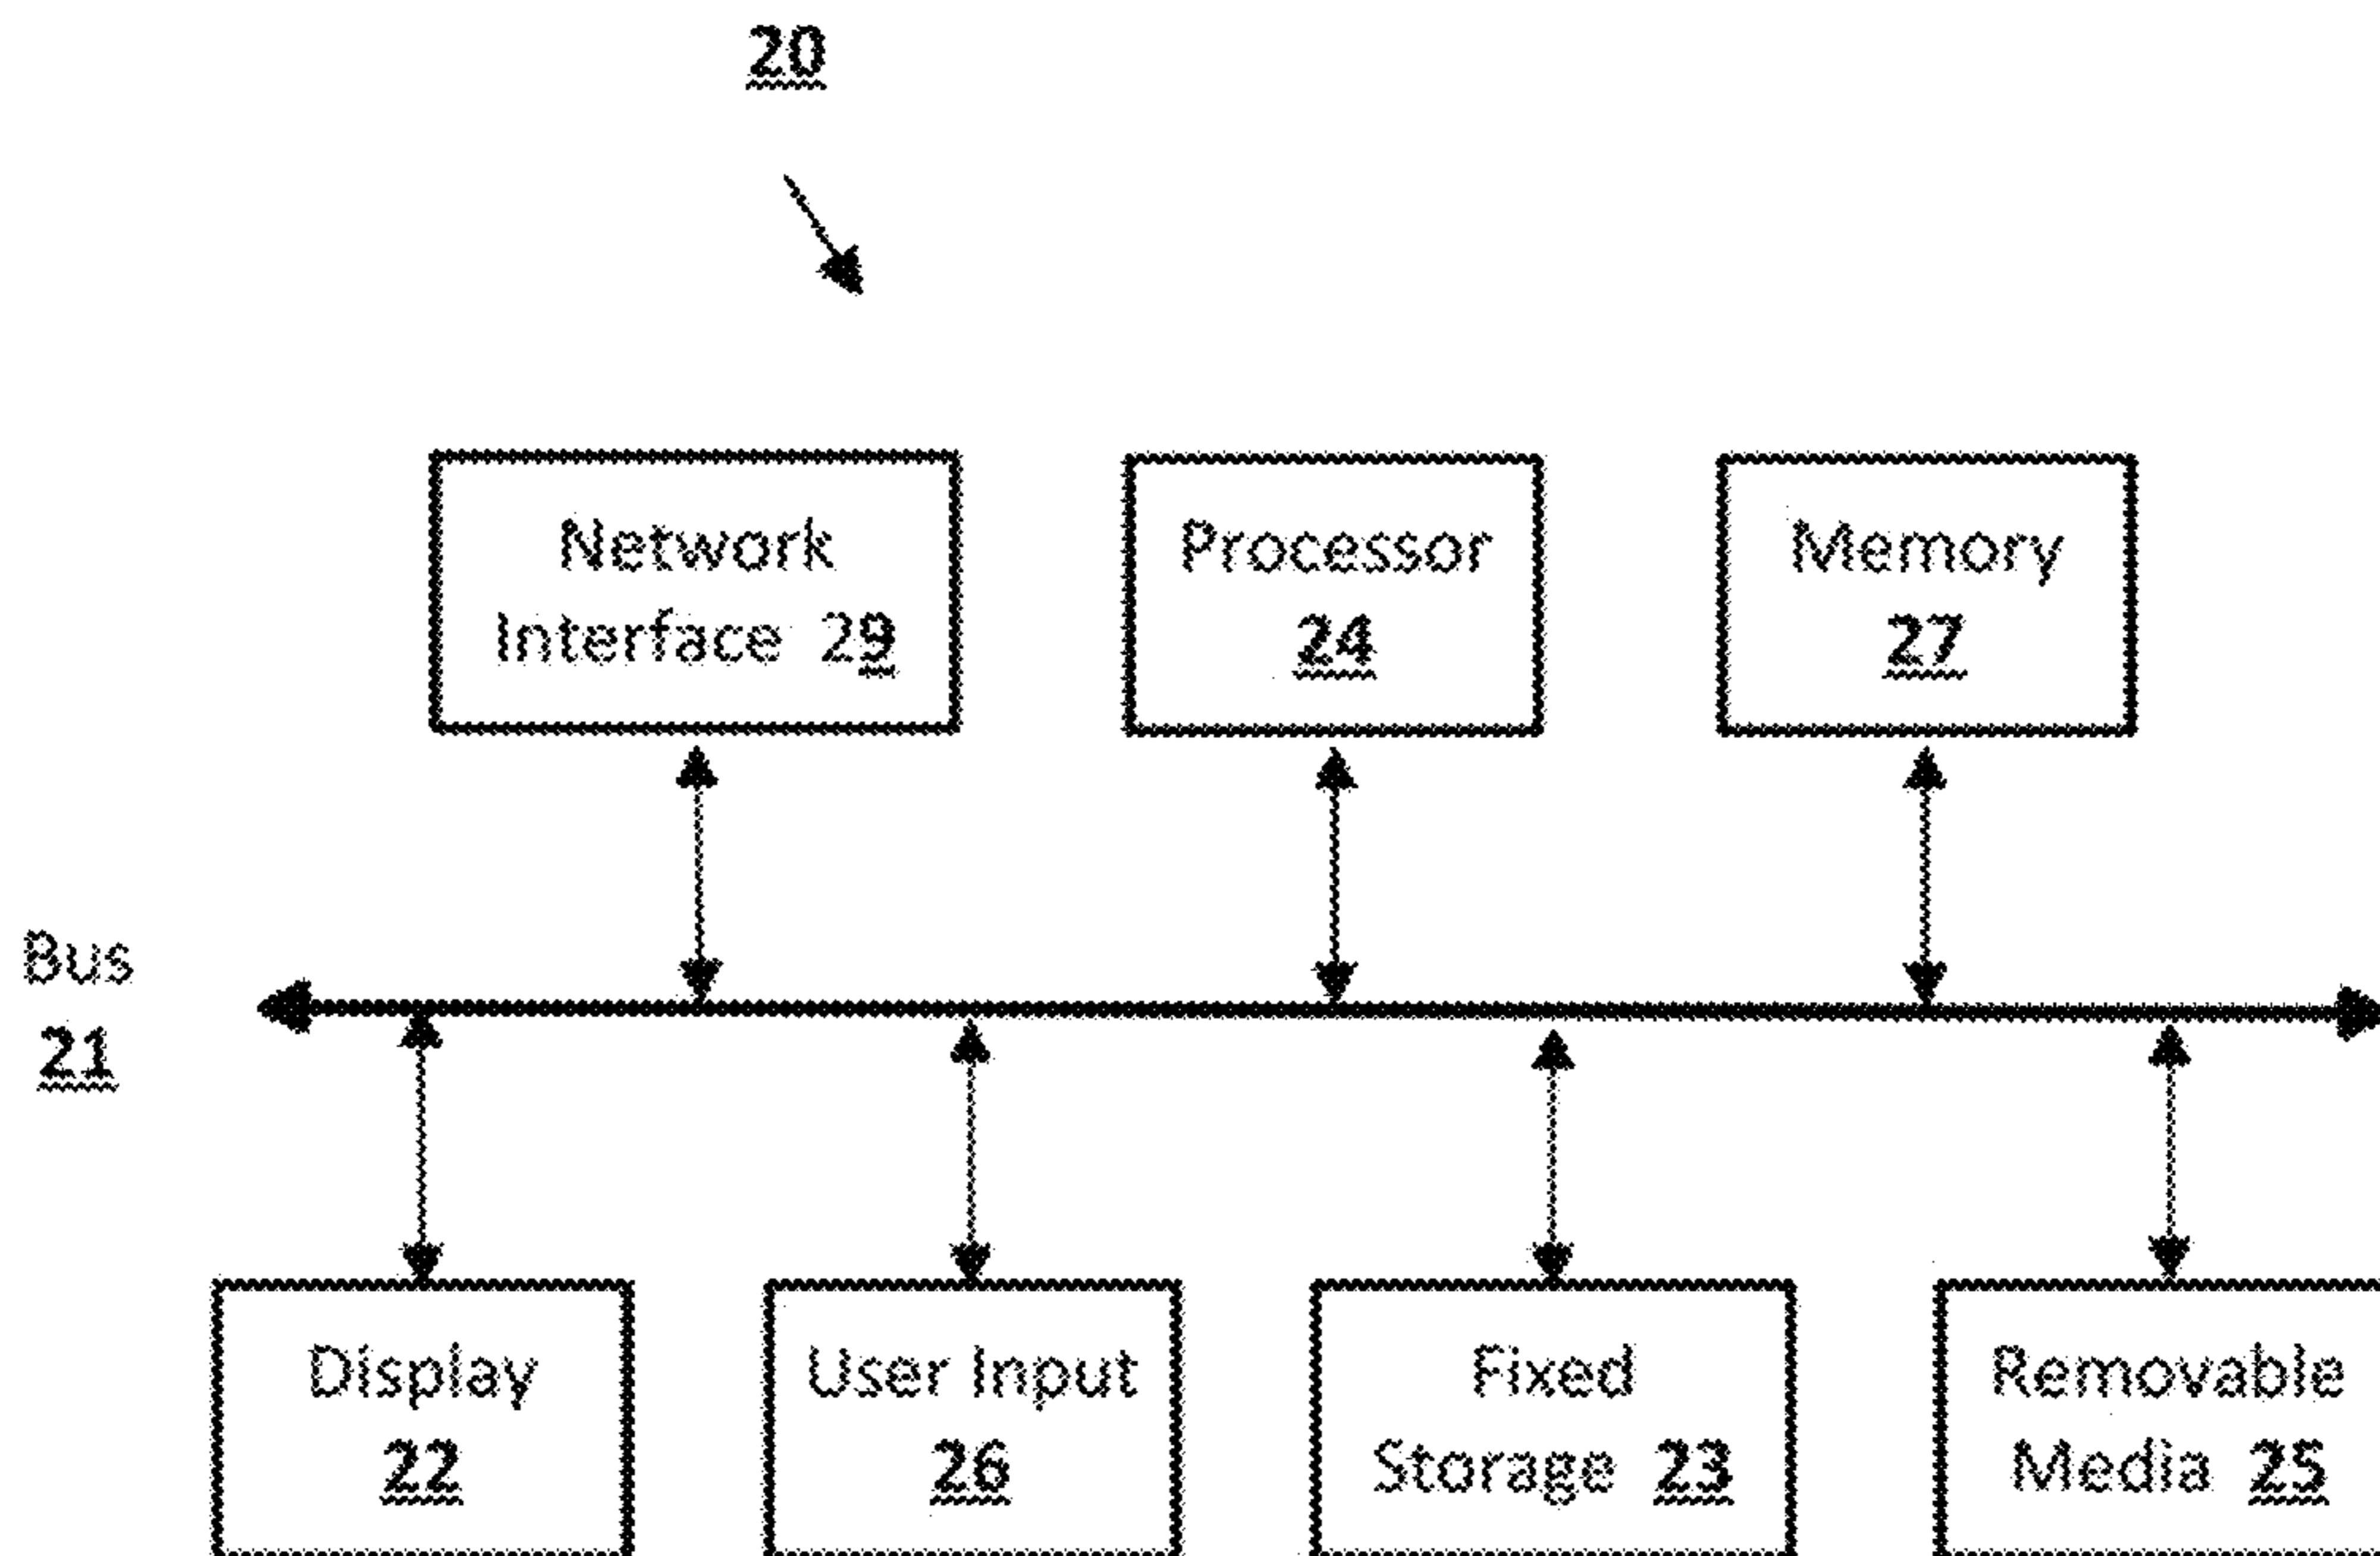 20
Network
Interface 29
Processor
24
Memory
27
Bus
21
Display
22
User Input
26
Fixed
Storage 23
Removable
Media 25